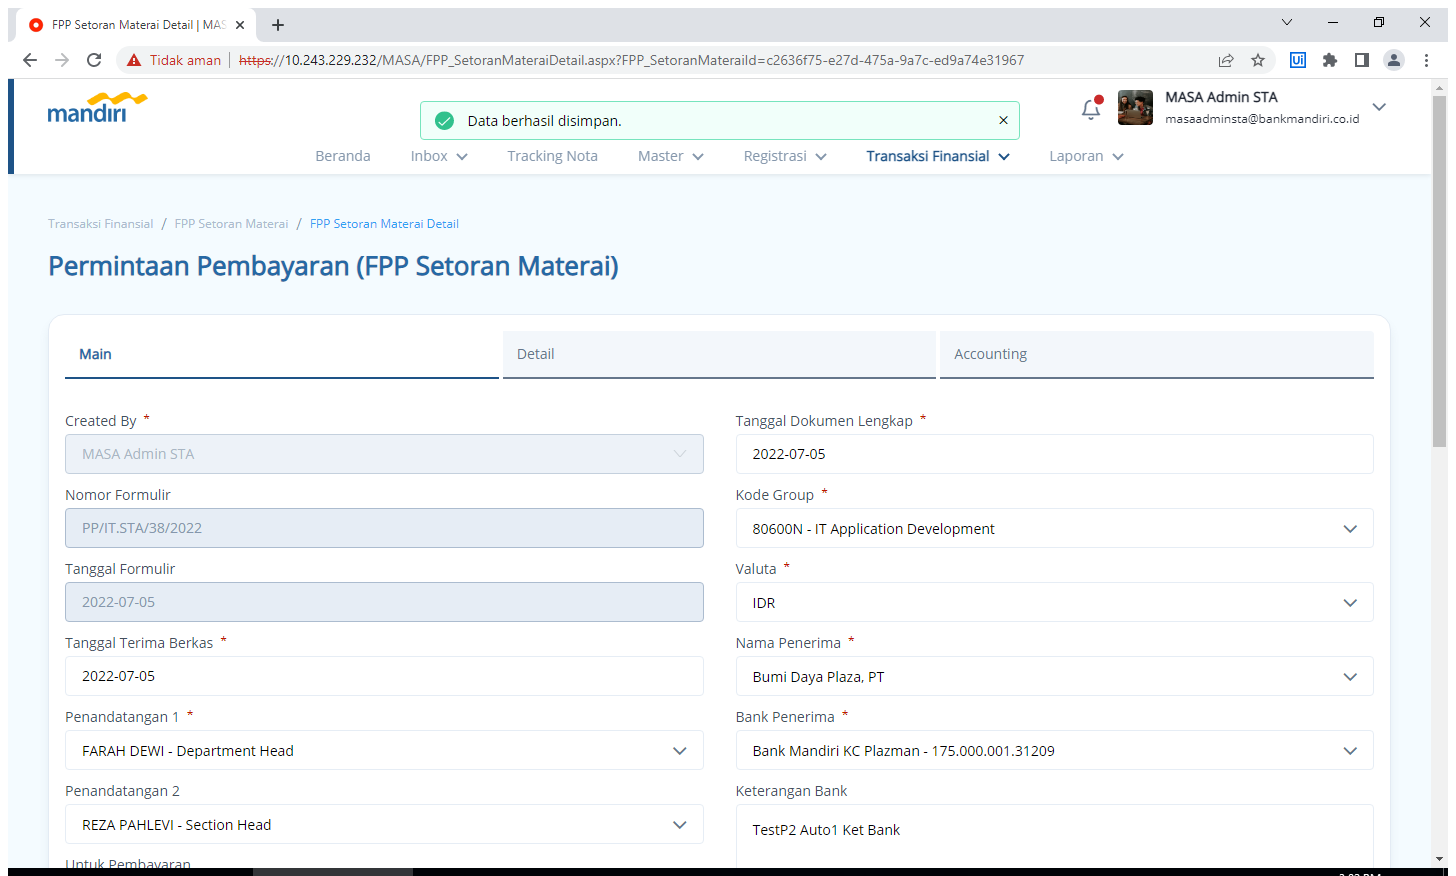 FPP Setoran Materai Detail | MAS
Tidak aman
https://10.243.229.232/MASA/FPP_SetoranMateraiDetail.aspx?FPP_SetoranMateraiId=c2636f75-e27d-475a-9a7c-ed9a74e31967
Ui
mandiri
Data berhasil disimpan.
MASA Admin STA
masaadminsta@bankmandiri.co.id
Beranda Inbox Tracking Nota Master Registrasi Transaksi Finansial Laporan
Transaksi Finansial / FPP Setoran Materai / FPP Setoran Materai Detail
Permintaan Pembayaran (FPP Setoran Materai)
Main Detail Accounting
Created By *
MASA Admin STA
Nomor Formulir
PP/IT.STA/38/2022
Tanggal Formulir
2022-07-05
Tanggal Terima Berkas *
2022-07-05
Penandatangan 1 *
FARAH DEWI - Department Head
Penandatangan 2
REZA PAHLEVI - Section Head
Untuk Pembayaran
Tanggal Dokumen Lengkap *
2022-07-05
Kode Group *
80600N - IT Application Development
Valuta *
IDR
Nama Penerima *
Bumi Daya Plaza, PT
Bank Penerima *
Bank Mandiri KC Plazman - 175.000.001.31209
Keterangan Bank
TestP2 Auto1 Ket Bank